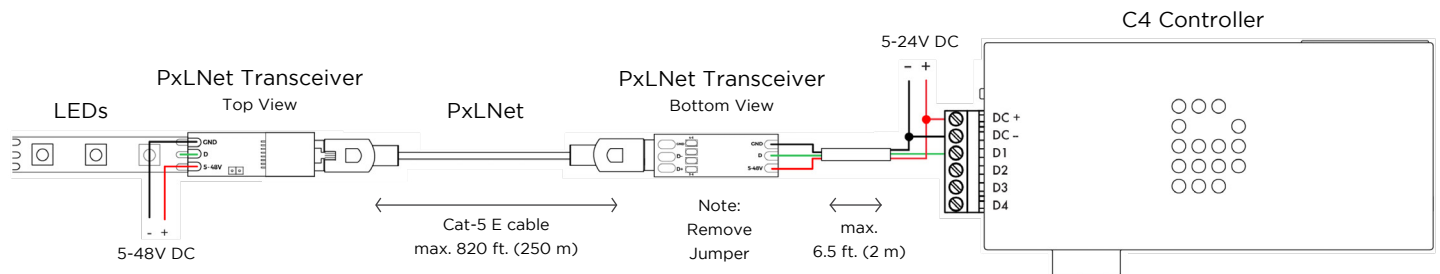 C4 Controller
5-24V DC
- +
PxLNet Transceiver
Top View
PxLNet Transceiver
Bottom View
LEDs
PxLNet
GND
D
5-48V
D-
D+
GND
D
5-48V
DC +
DC -
D1
D2
D3
D4
- +
5-48V DC
Cat-5 E cable
max. 820 ft. (250 m)
Note:
Remove
Jumper
max.
6.5 ft. (2 m)